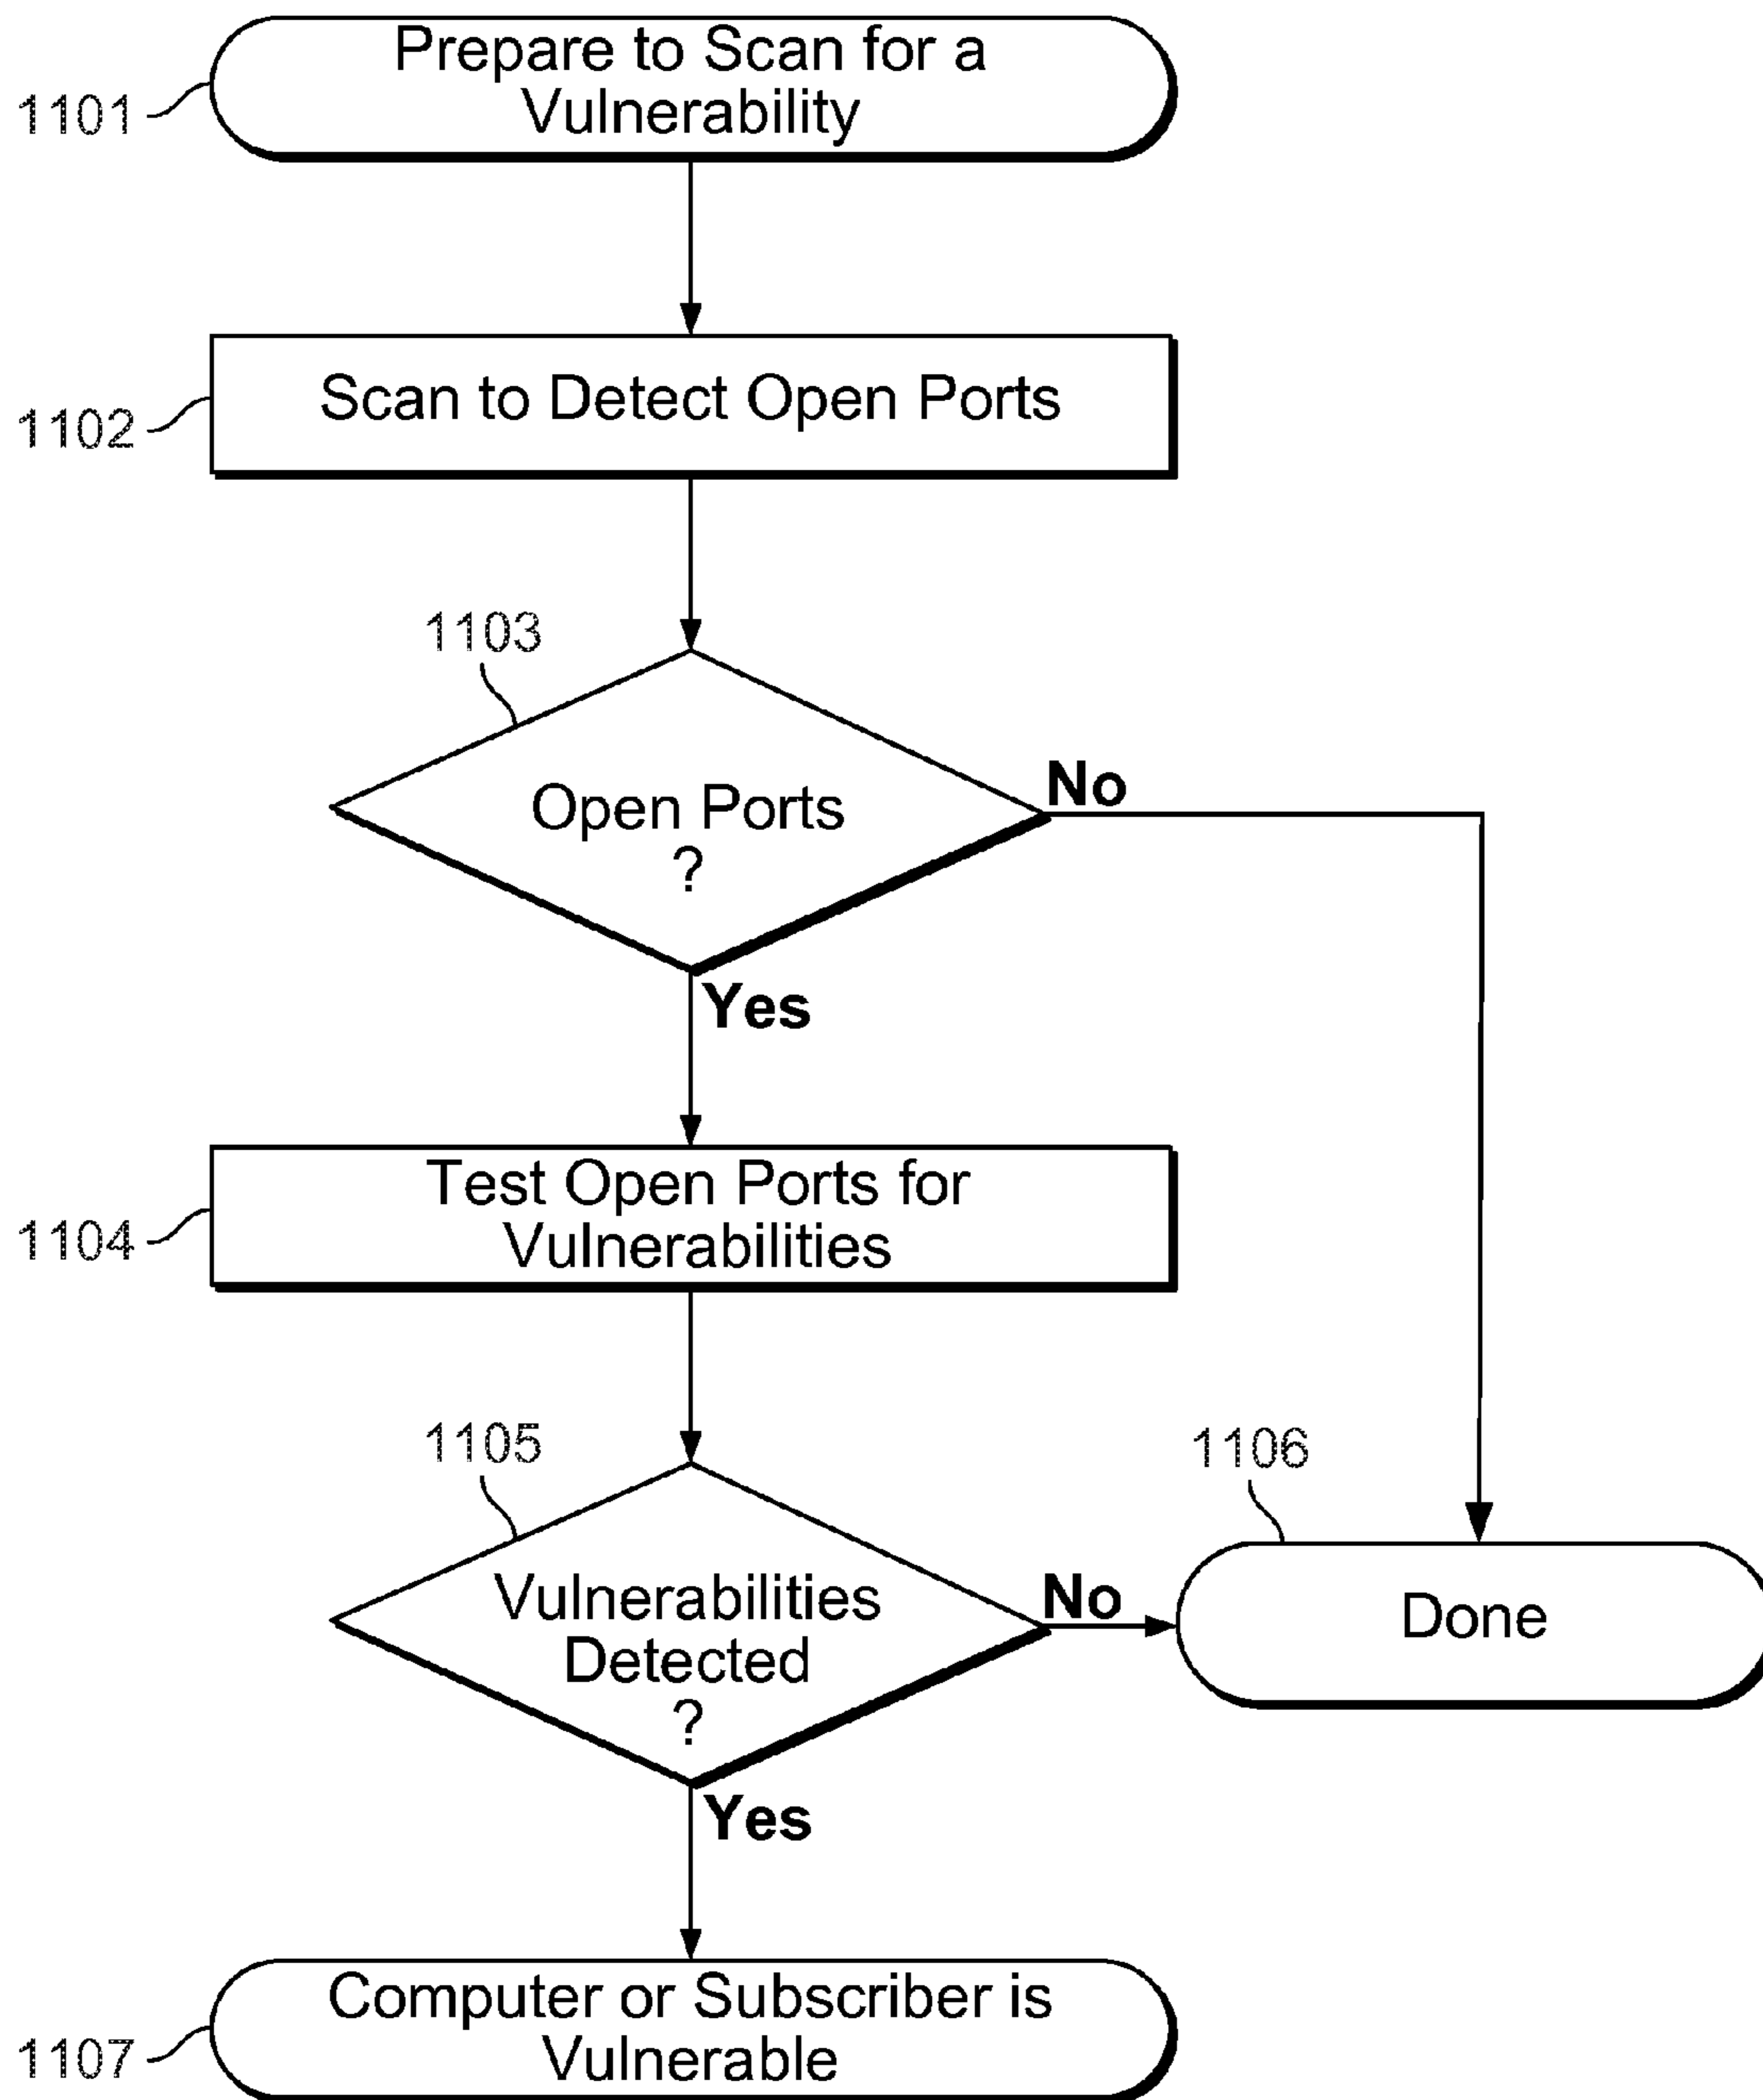 Prepare to Scan for a
Vulnerability
1101
Scan to Detect Open Ports
1102
1103
Open Ports
?
No
Yes
Test Open Ports for
Vulnerabilities
1104
1105
Vulnerabilities
Detected
?
No
1106
Done
Yes
Computer or Subscriber is
Vulnerable
1107